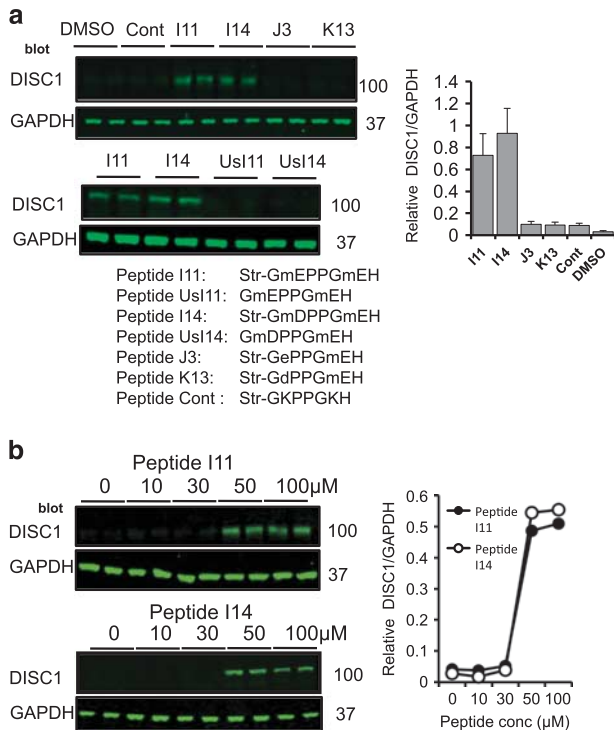 a
DMSO Cont I11 I14 J3 K13
blot
DISC1 100
GAPDH 37
I11 I14 UsI11 UsI14
DISC1 100
GAPDH 37
Relative DISC1/GAPDH
1.4
1.2
1
0.8
0.6
0.4
0.2
0
I11 I14 J3 K13 Cont DMSO
Peptide I11: Str-GmEPPGmEH
Peptide UsI11: GmEPPGmEH
Peptide I14: Str-GmDPPGmEH
Peptide UsI14: GmDPPGmEH
Peptide J3: Str-GePPGmEH
Peptide K13: Str-GdPPGmEH
Peptide Cont : Str-GKPPGKH
b
Peptide I11
0 10 30 50 100µM
blot
DISC1 100
GAPDH 37
Peptide I14
0 10 30 50 100µM
DISC1 100
GAPDH 37
Relative DISC1/GAPDH
0.6
0.5
0.4
0.3
0.2
0.1
0
Peptide
I11
Peptide
I14
0 10 30 50 100
Peptide conc (µM)